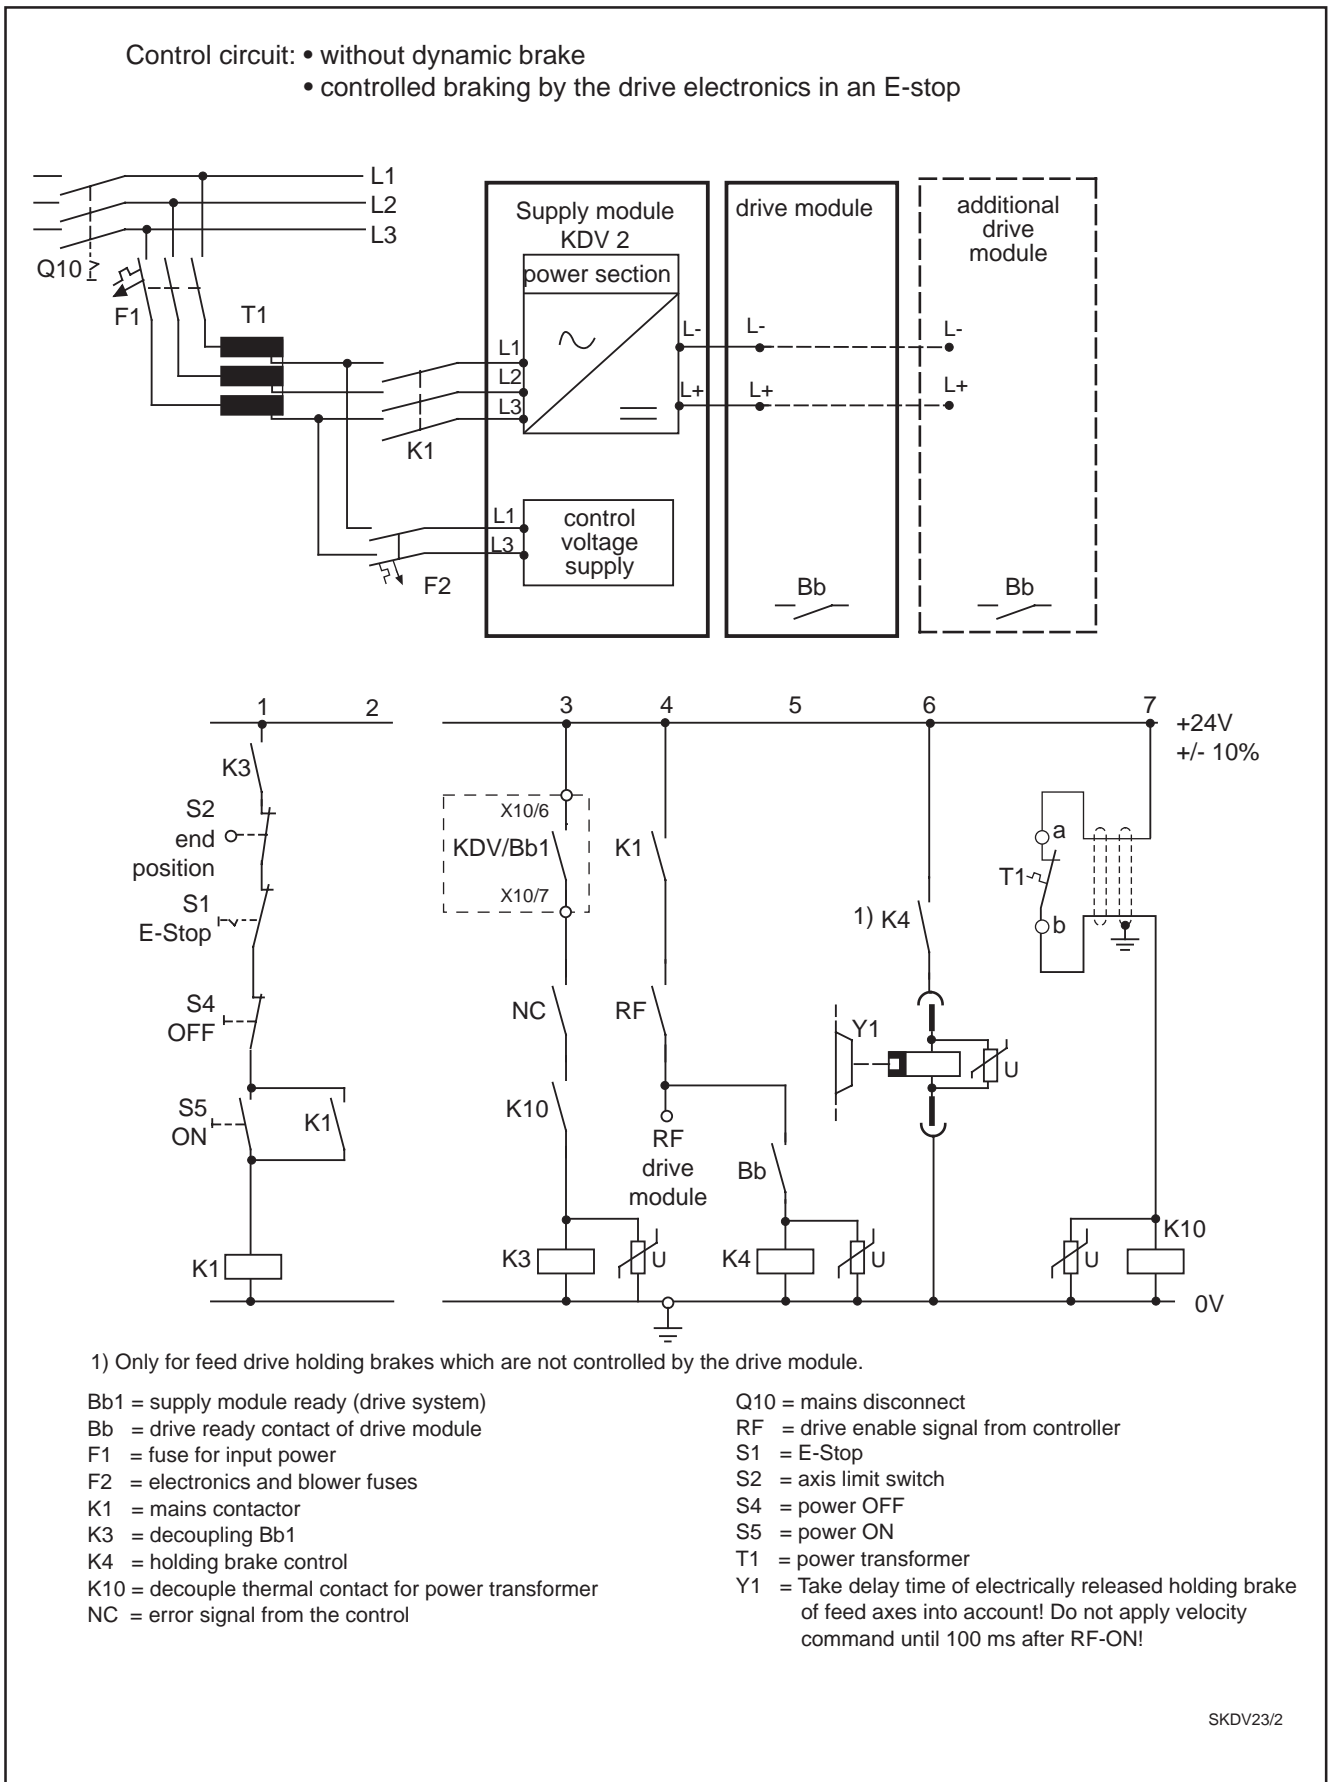 Control circuit: • without dynamic brake
• controlled braking by the drive electronics in an E-stop
L1
L2
L3
Q10
F1
T1
Supply module
KDV 2
power section
drive module
additional
drive
module
L1
L2
L3
L-
L-
L-
L+
L+
L+
K1
L1
L3
control
voltage
supply
F2
Bb
Bb
1
2
3
4
5
6
7
+24V
+/- 10%
K3
S2
end
position
S1
E-Stop
S4
OFF
S5
ON
K1
K1
X10/6
KDV/Bb1
X10/7
NC
K10
K3
U
K1
RF
RF
drive
module
Bb
K4
U
1) K4
Y1
U
a
T1
b
U
K10
0V
1) Only for feed drive holding brakes which are not controlled by the drive module.
Bb1 = supply module ready (drive system)
Bb = drive ready contact of drive module
F1 = fuse for input power
F2 = electronics and blower fuses
K1 = mains contactor
K3 = decoupling Bb1
K4 = holding brake control
K10 = decouple thermal contact for power transformer
NC = error signal from the control
Q10 = mains disconnect
RF = drive enable signal from controller
S1 = E-Stop
S2 = axis limit switch
S4 = power OFF
S5 = power ON
T1 = power transformer
Y1 = Take delay time of electrically released holding brake
of feed axes into account! Do not apply velocity
command until 100 ms after RF-ON!
SKDV23/2